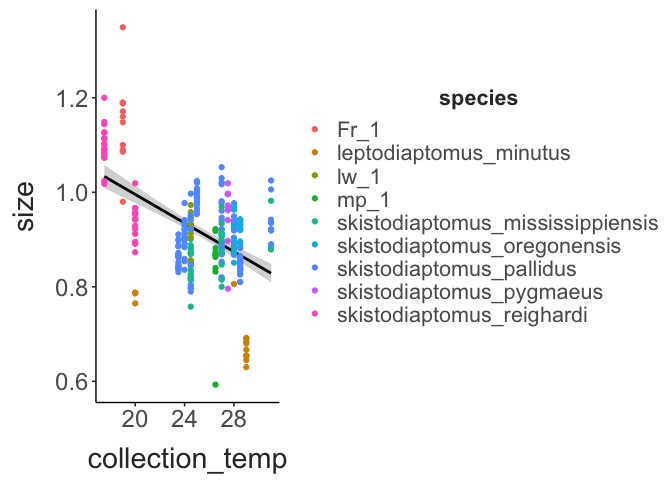 size
1.2
1.0
0.8
0.6
20 24 28
collection_temp
species
Fr_1
leptodiaptomus_minutus
lw_1
mp_1
skistodiaptomus_mississippiensis
skistodiaptomus_oregonensis
skistodiaptomus_pallidus
skistodiaptomus_pygmaeus
skistodiaptomus_reighardi